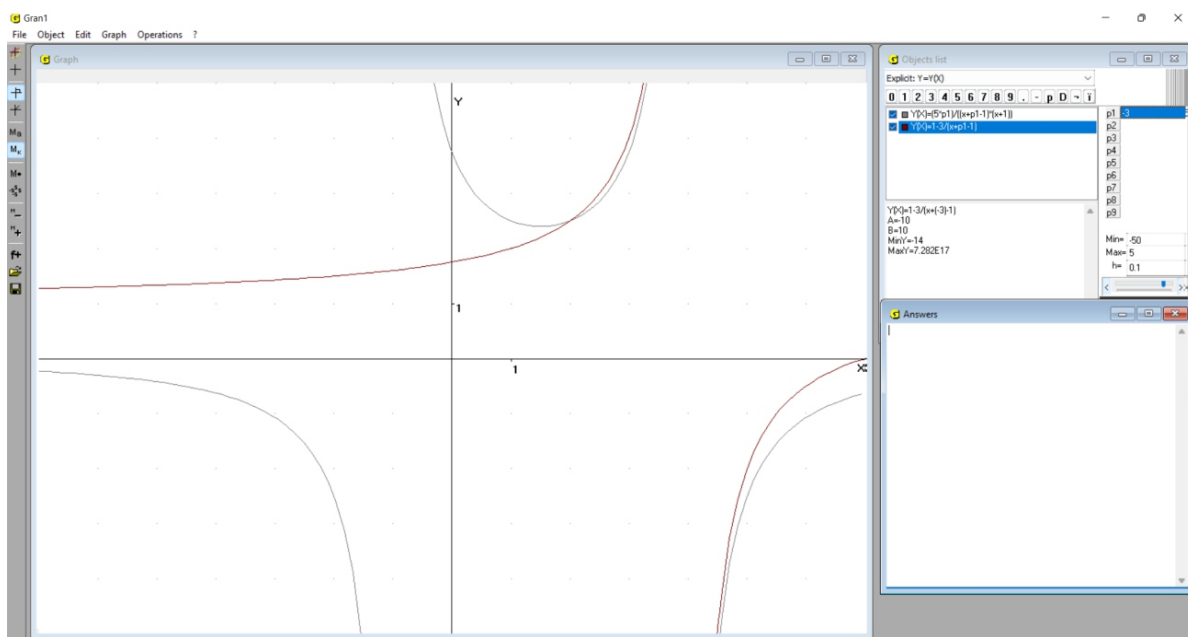 Gran1
File Object Edit Graph Operations ?
Graph
Y
1
1
X
Objects list
Explicit: Y=Y(X)
0 1 2 3 4 5 6 7 8 9 . - p D ¬
Y(X)=(5*p1)/((x+p1-1)*(x+1))
Y(X)=1-3/(x+p1-1)
Y(X)=1-3/(x+(-3)-1)
A=-10
B=10
MinY=-14
MaxY=7.282E17
p1 -3
p2
p3
p4
p5
p6
p7
p8
p9
Min= -50
Max= 5
h= 0.1
Answers